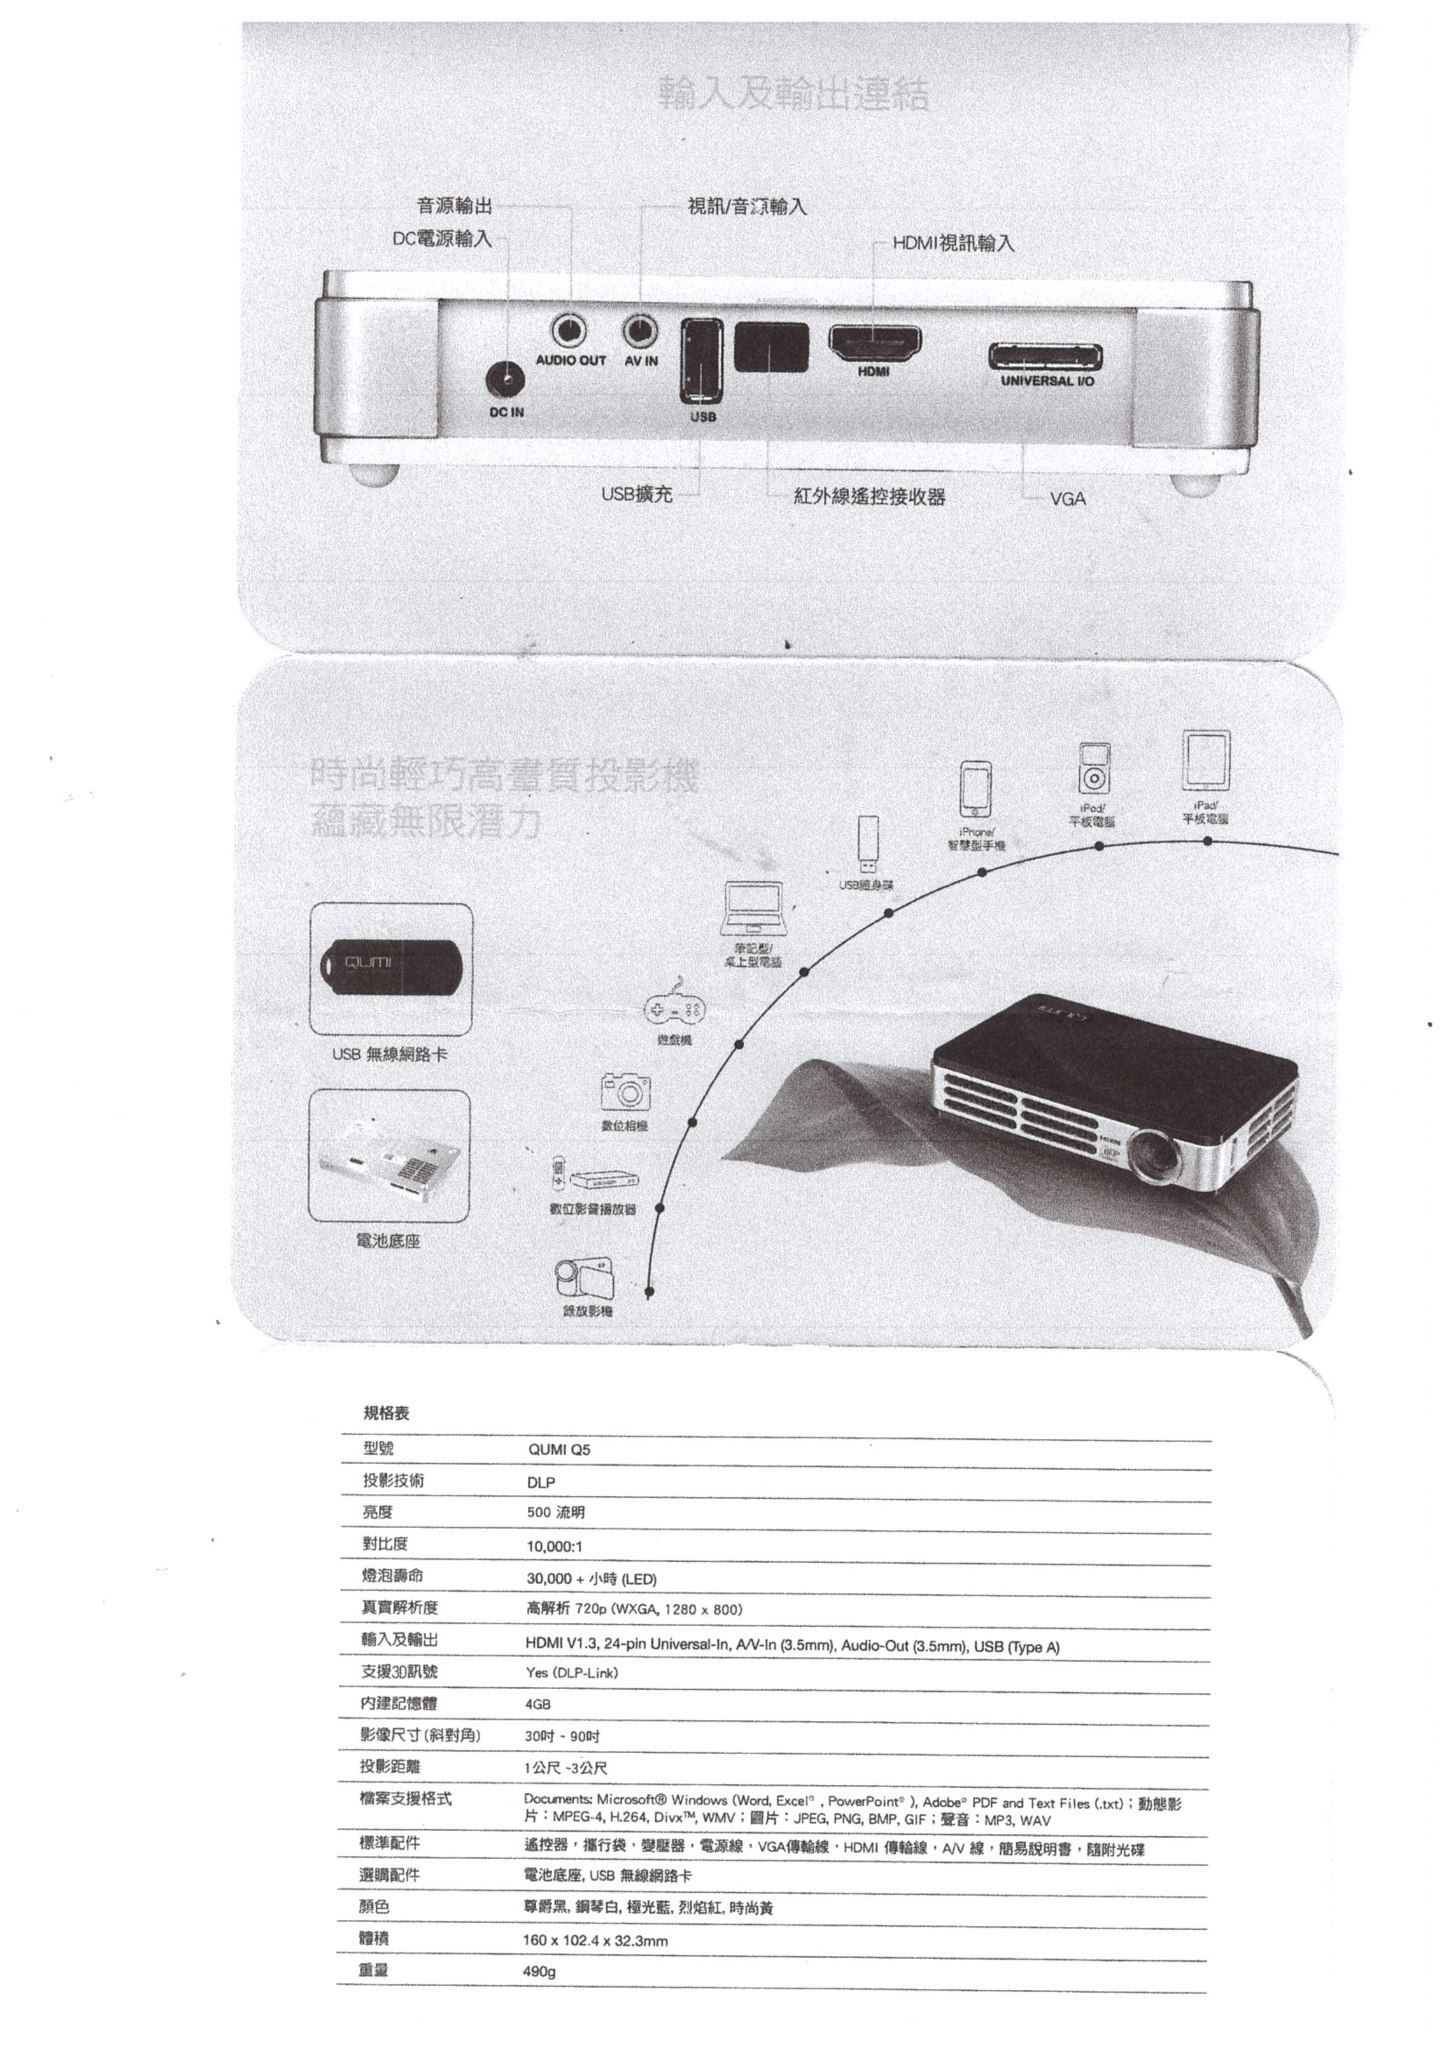 輸入及輸出連結
音源輸出
視訊/音源輸入
DC電源輸入
HDMI視訊輸入
AUDIO OUT
AV IN
HDMI
UNIVERSAL I/O
DC IN
USB
USB擴充
紅外線遙控接收器
VGA
時尚輕巧高畫質投影機
蘊藏無限潛力
iPad/
平板電腦
iPod/
平板電腦
iPhone/
智慧型手機
USB隨身碟
筆記型/
桌上型電腦
遊戲機
數位相機
數位影音播放器
錄放影機
QUMI
USB 無線網路卡
電池底座
QUMI
HDMI
DLP
規格表
型號 QUMI Q5
投影技術 DLP
亮度 500 流明
對比度 10,000:1
燈泡壽命 30,000 + 小時 (LED)
真實解析度 高解析 720p (WXGA, 1280 x 800)
輸入及輸出 HDMI V1.3, 24-pin Universal-In, A/V-In (3.5mm), Audio-Out (3.5mm), USB (Type A)
支援3D訊號 Yes (DLP-Link)
內建記憶體 4GB
影像尺寸(斜對角) 30吋 - 90吋
投影距離 1公尺 -3公尺
檔案支援格式 Documents: Microsoft® Windows (Word, Excel® , PowerPoint® ), Adobe® PDF and Text Files (.txt)；動態影
片：MPEG-4, H.264, Divx™, WMV；圖片：JPEG, PNG, BMP, GIF；聲音：MP3, WAV
標準配件 遙控器，攜行袋，變壓器，電源線，VGA傳輸線，HDMI 傳輸線，A/V 線，簡易說明書，隨附光碟
選購配件 電池底座, USB 無線網路卡
顏色 尊爵黑, 鋼琴白, 極光藍, 烈焰紅, 時尚黃
體積 160 x 102.4 x 32.3mm
重量 490g